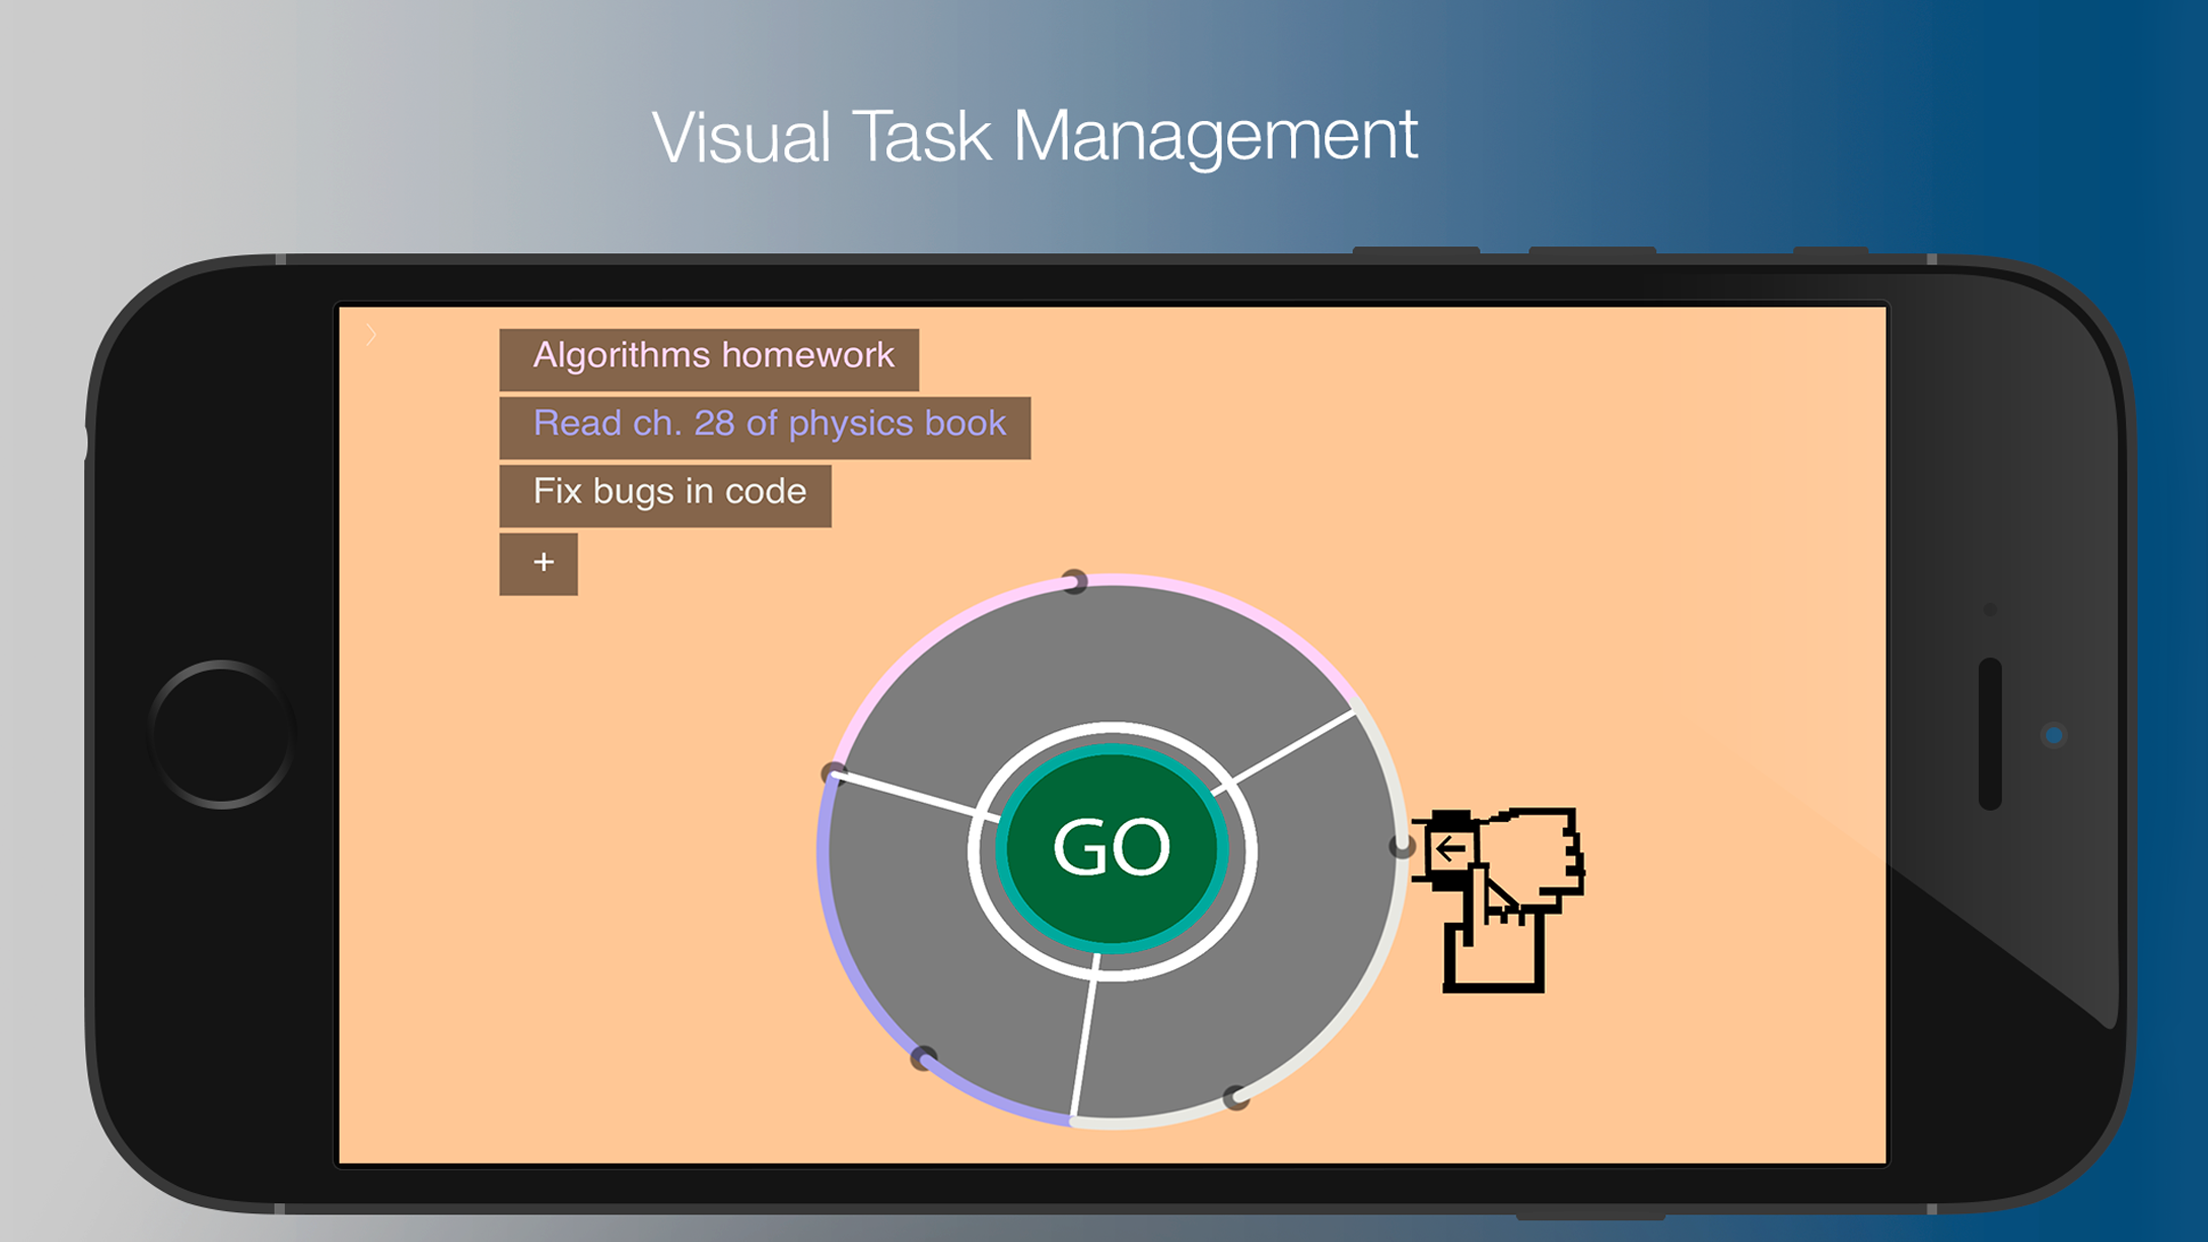 Visual Task Management
Algorithms homework
Read ch. 28 of physics book
Fix bugs in code
+
GO